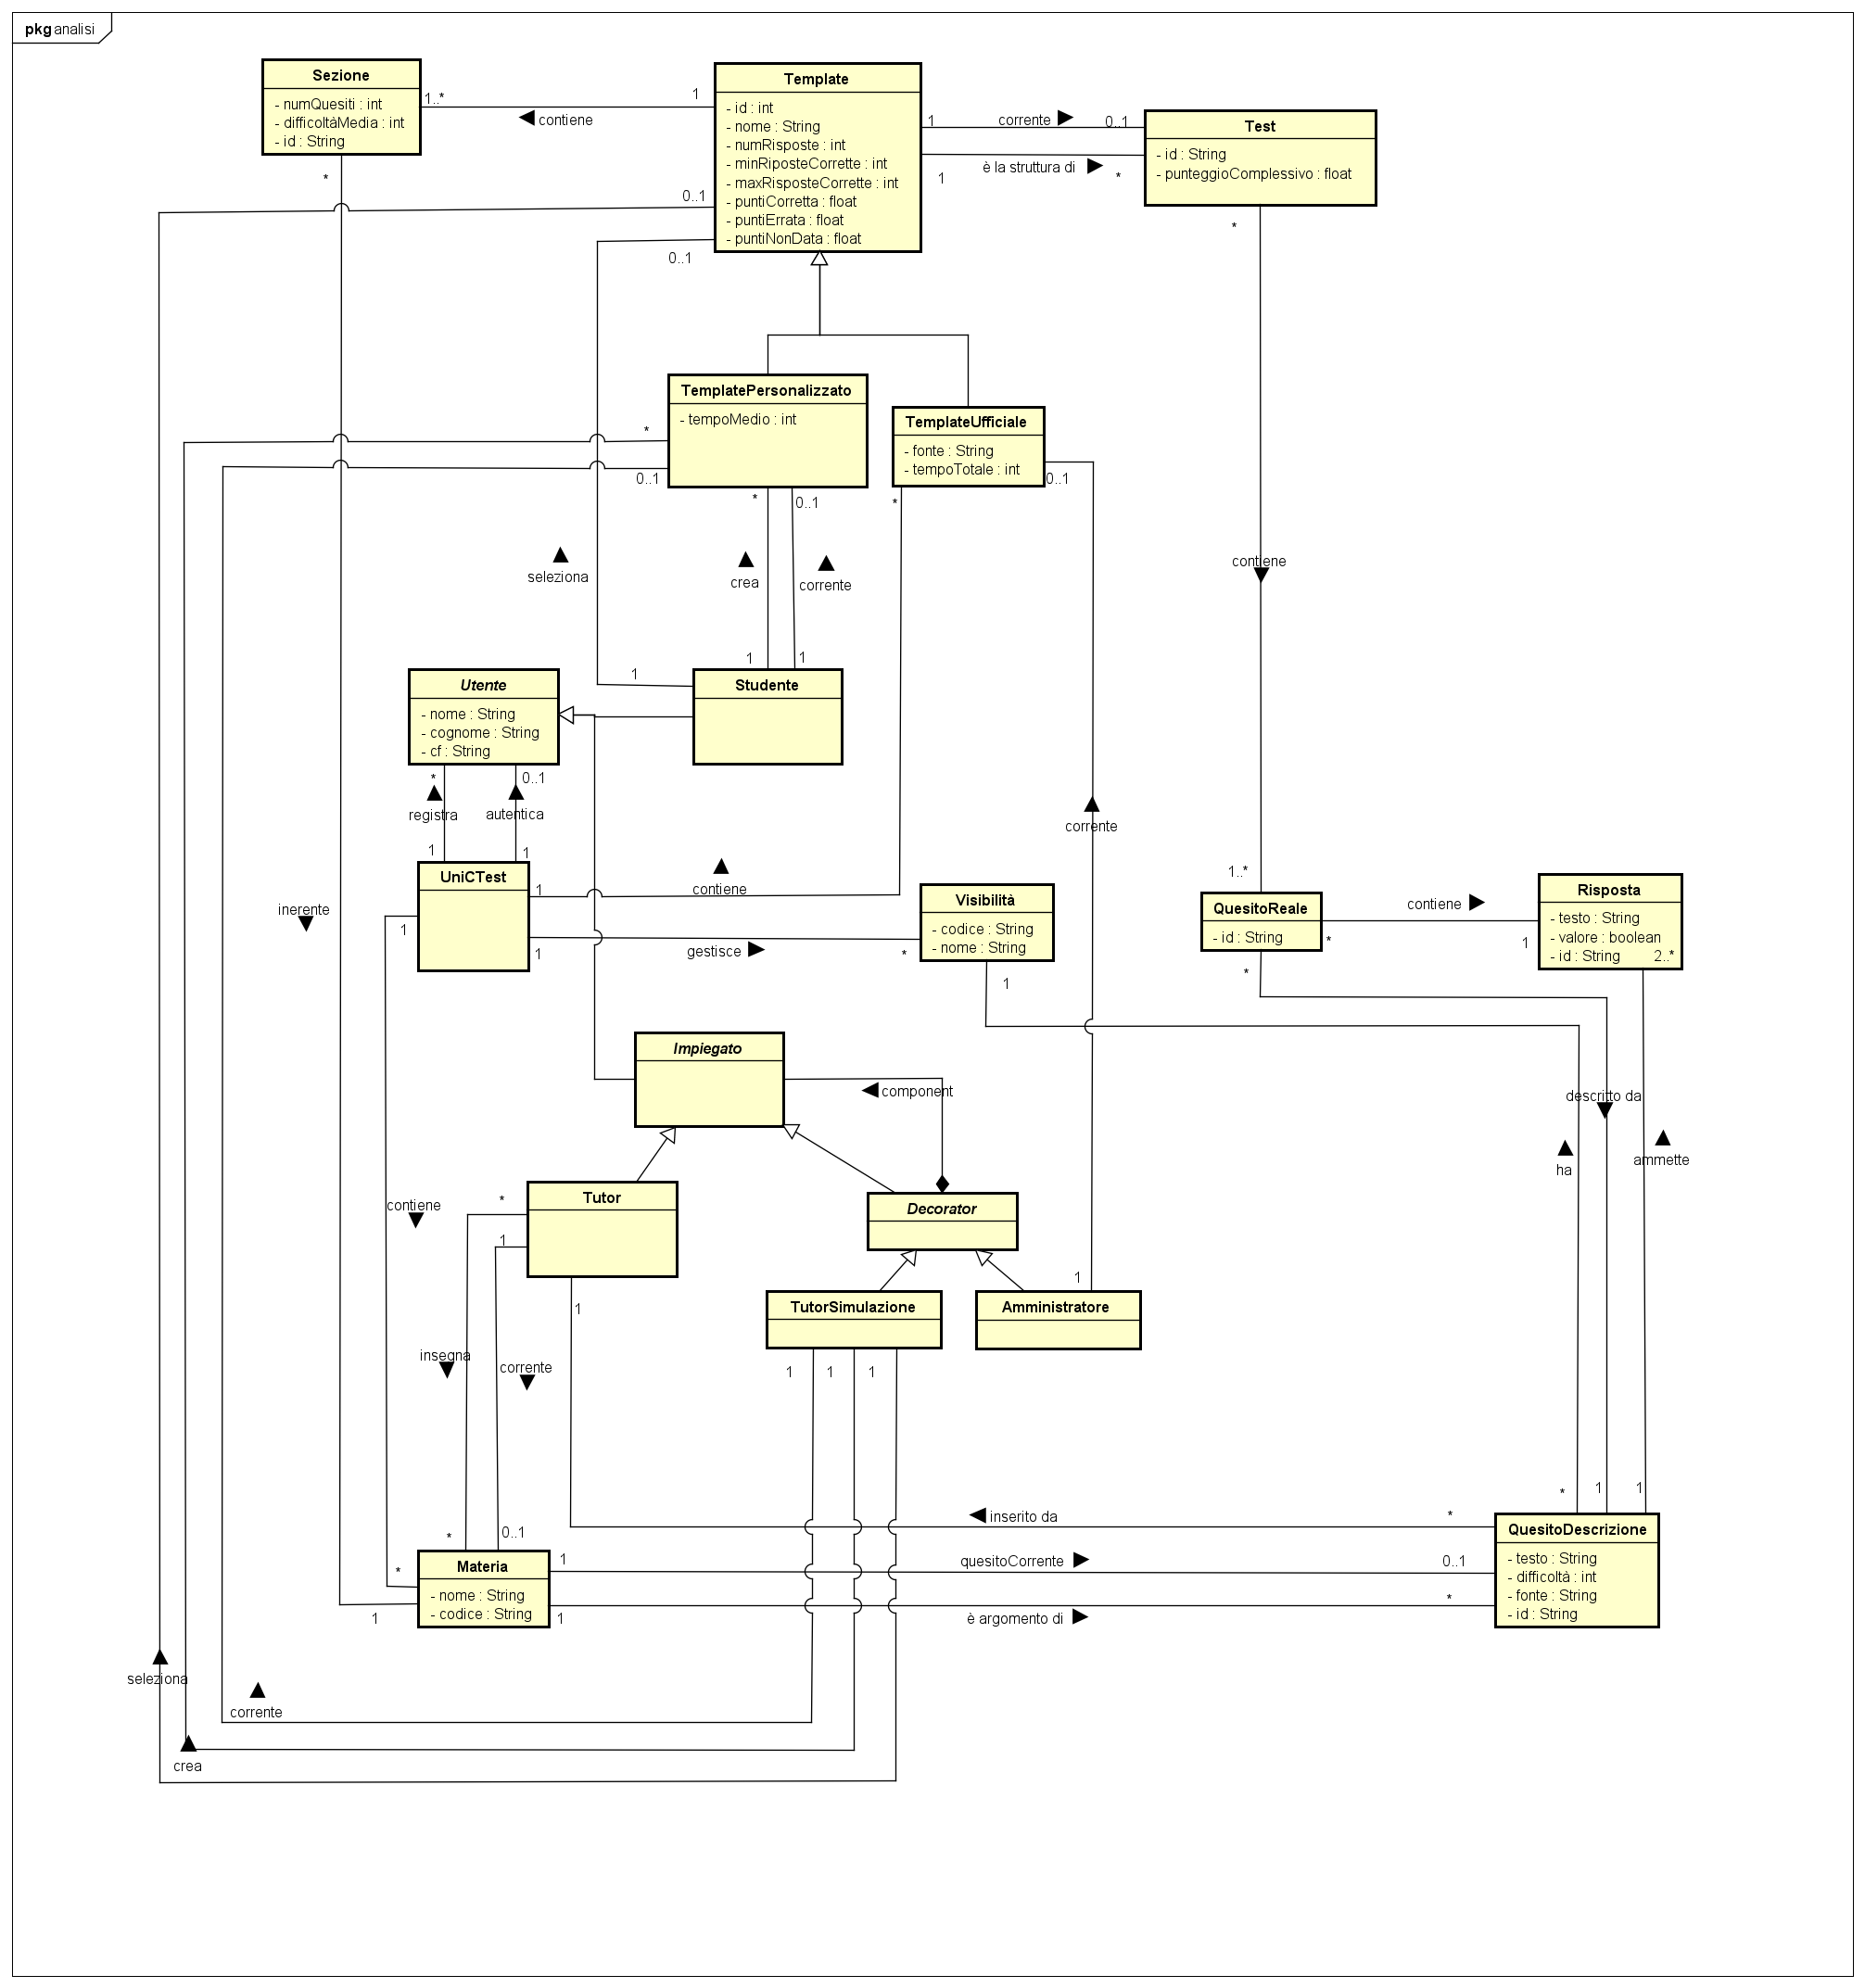 pkg analisi
Sezione
- numQuesiti : int
- difficoltàMedia : int
- id : String
1..*
1
contiene
*
Template
- id : int
- nome : String
- numRisposte : int
- minRiposteCorrette : int
- maxRisposteCorrette : int
- puntiCorretta : float
- puntiErrata : float
- puntiNonData : float
1
corrente
0..1
1
è la struttura di
*
Test
- id : String
- punteggioComplessivo : float
*
0..1
0..1
TemplatePersonalizzato
- tempoMedio : int
*
0..1
*
0..1
TemplateUfficiale
- fonte : String
- tempoTotale : int
0..1
*
seleziona
crea
corrente
contiene
1
1
1
Utente
- nome : String
- cognome : String
- cf : String
Studente
*
0..1
registra
autentica
corrente
1
1
UniCTest
1
contiene
1
1
gestisce
*
inerente
Visibilità
- codice : String
- nome : String
1
1..*
QuesitoReale
- id : String
contiene
*
1
*
Risposta
- testo : String
- valore : boolean
- id : String
2..*
Impiegato
component
descritto da
ha
ammette
contiene
Tutor
*
1
1
Decorator
TutorSimulazione
Amministratore
1
1
1
1
insegna
corrente
*
0..1
*
1
Materia
- nome : String
- codice : String
inserito da
*
1
quesitoCorrente
0..1
1
è argomento di
*
*
1
1
QuesitoDescrizione
- testo : String
- difficoltà : int
- fonte : String
- id : String
seleziona
corrente
crea